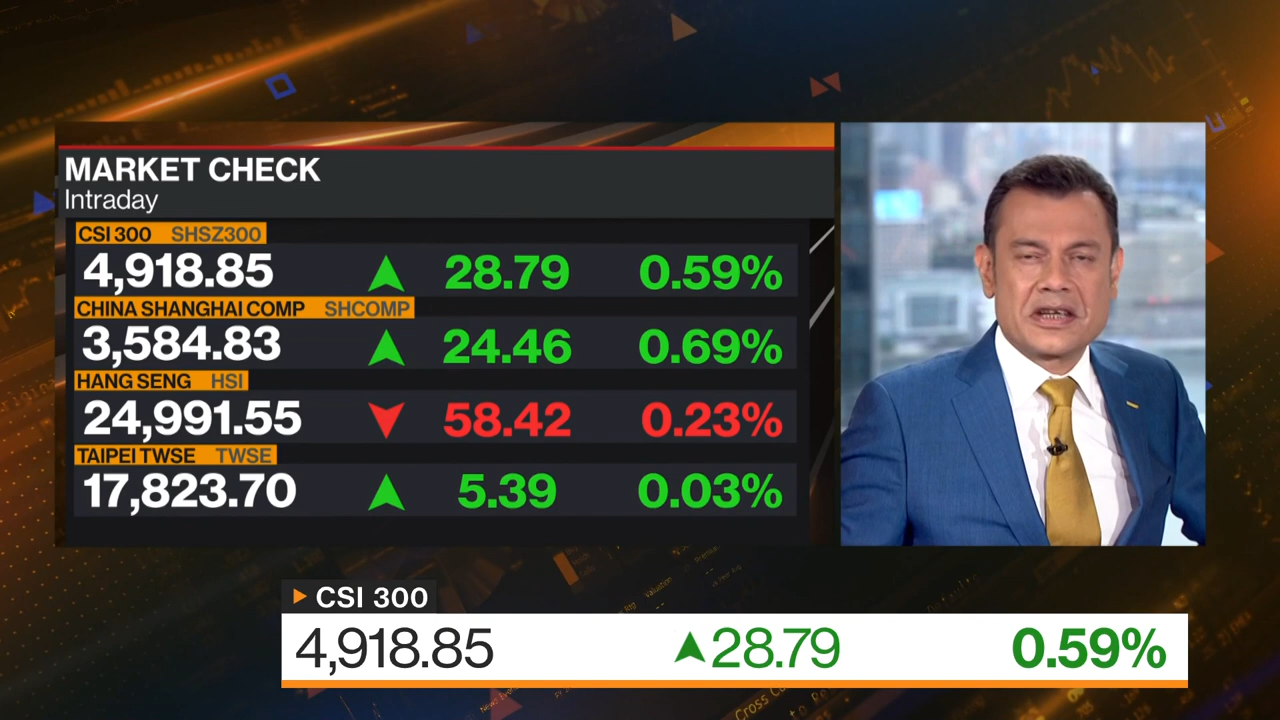 MARKET CHECK
Intraday
CSI 300 SHSZ300
4,918.85 28.79 0.59%
CHINA SHANGHAI COMP SHCOMP
3,584.83 24.46 0.69%
HANG SENG HSI
24,991.55 58.42 0.23%
TAIPEI TWSE TWSE
17,823.70 5.39 0.03%
CSI 300
4,918.85 28.79 0.59%